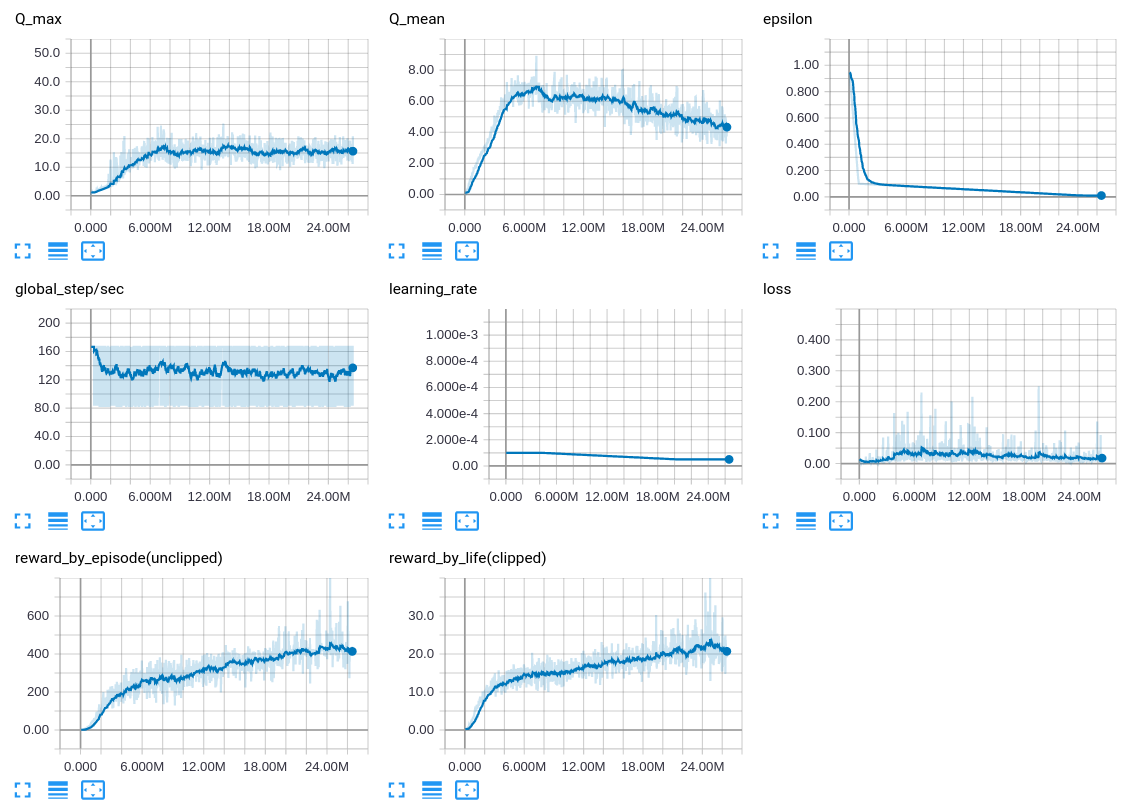 Q_max
50.0
40.0
30.0
20.0
10.0
0.00
0.000 6.000M 12.00M 18.00M 24.00M
Q_mean
8.00
6.00
4.00
2.00
0.00
0.000 6.000M 12.00M 18.00M 24.00M
epsilon
1.00
0.800
0.600
0.400
0.200
0.00
0.000 6.000M 12.00M 18.00M 24.00M
global_step/sec
200
160
120
80.0
40.0
0.00
0.000 6.000M 12.00M 18.00M 24.00M
learning_rate
1.000e-3
8.000e-4
6.000e-4
4.000e-4
2.000e-4
0.00
0.000 6.000M 12.00M 18.00M 24.00M
loss
0.400
0.300
0.200
0.100
0.00
0.000 6.000M 12.00M 18.00M 24.00M
reward_by_episode(unclipped)
600
400
200
0.00
0.000 6.000M 12.00M 18.00M 24.00M
reward_by_life(clipped)
30.0
20.0
10.0
0.00
0.000 6.000M 12.00M 18.00M 24.00M